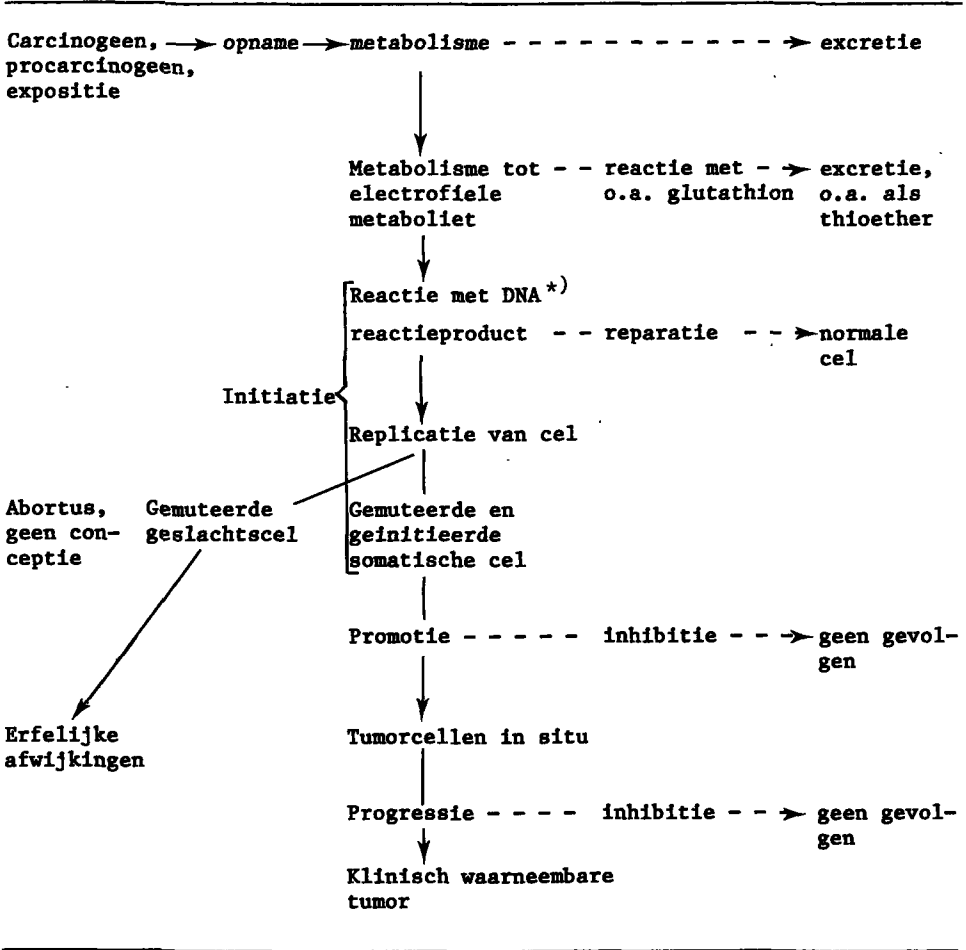 Carcinogeen, opname metabolisme excretie
procarcinogeen,
expositie
Metabolisme tot reactie met excretie,
electrofiele o.a. glutathion o.a. als
metaboliet thioether
Reactie met DNA*)
reactieproduct reparatie normale
cel
Initiatie
Replicatie van cel
Abortus, Gemuteerde Gemuteerde en
geen con- geslachtscel geinitieerde
ceptie somatische cel
Promotie inhibitie geen gevol-
gen
Erfelijke Tumorcellen in situ
afwijkingen
Progressie inhibitie geen gevol-
gen
Klinisch waarneembare
tumor